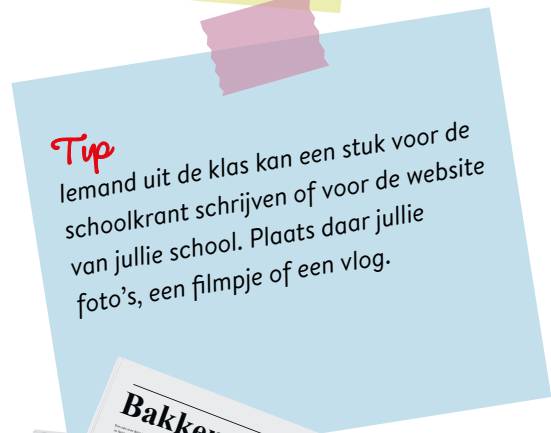 Tip
Iemand uit de klas kan een stuk voor de
schoolkrant schrijven of voor de website
van jullie school. Plaats daar jullie
foto's, een filmpje of een vlog.